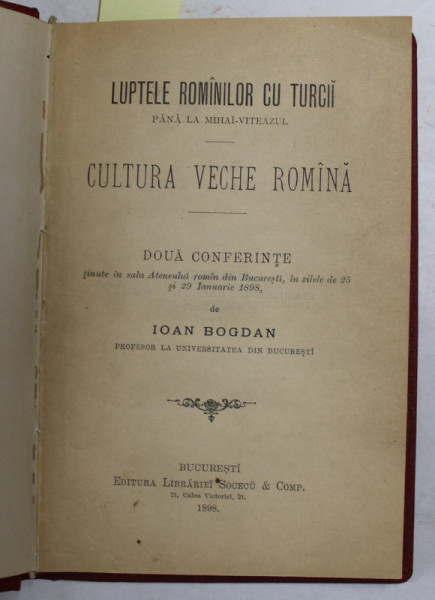 LUPTELE ROMÎNILOR CU TURCIĬ
PÂNĂ LA MIHAĬ-VITEAZUL
CULTURA VECHE ROMÎNĂ
DOUĂ CONFERINȚE
ținute în sala Ateneuluĭ romîn din Bucureștĭ, în zilele de 25
și 29 Ianuarie 1898,
de
IOAN BOGDAN
PROFESOR LA UNIVERSITATEA DIN BUCUREȘTĬ
BUCUREȘTĬ
EDITURA LIBRĂRIEĬ SOCECŬ & COMP.
21, Calea Victorieĭ, 21.
1898.